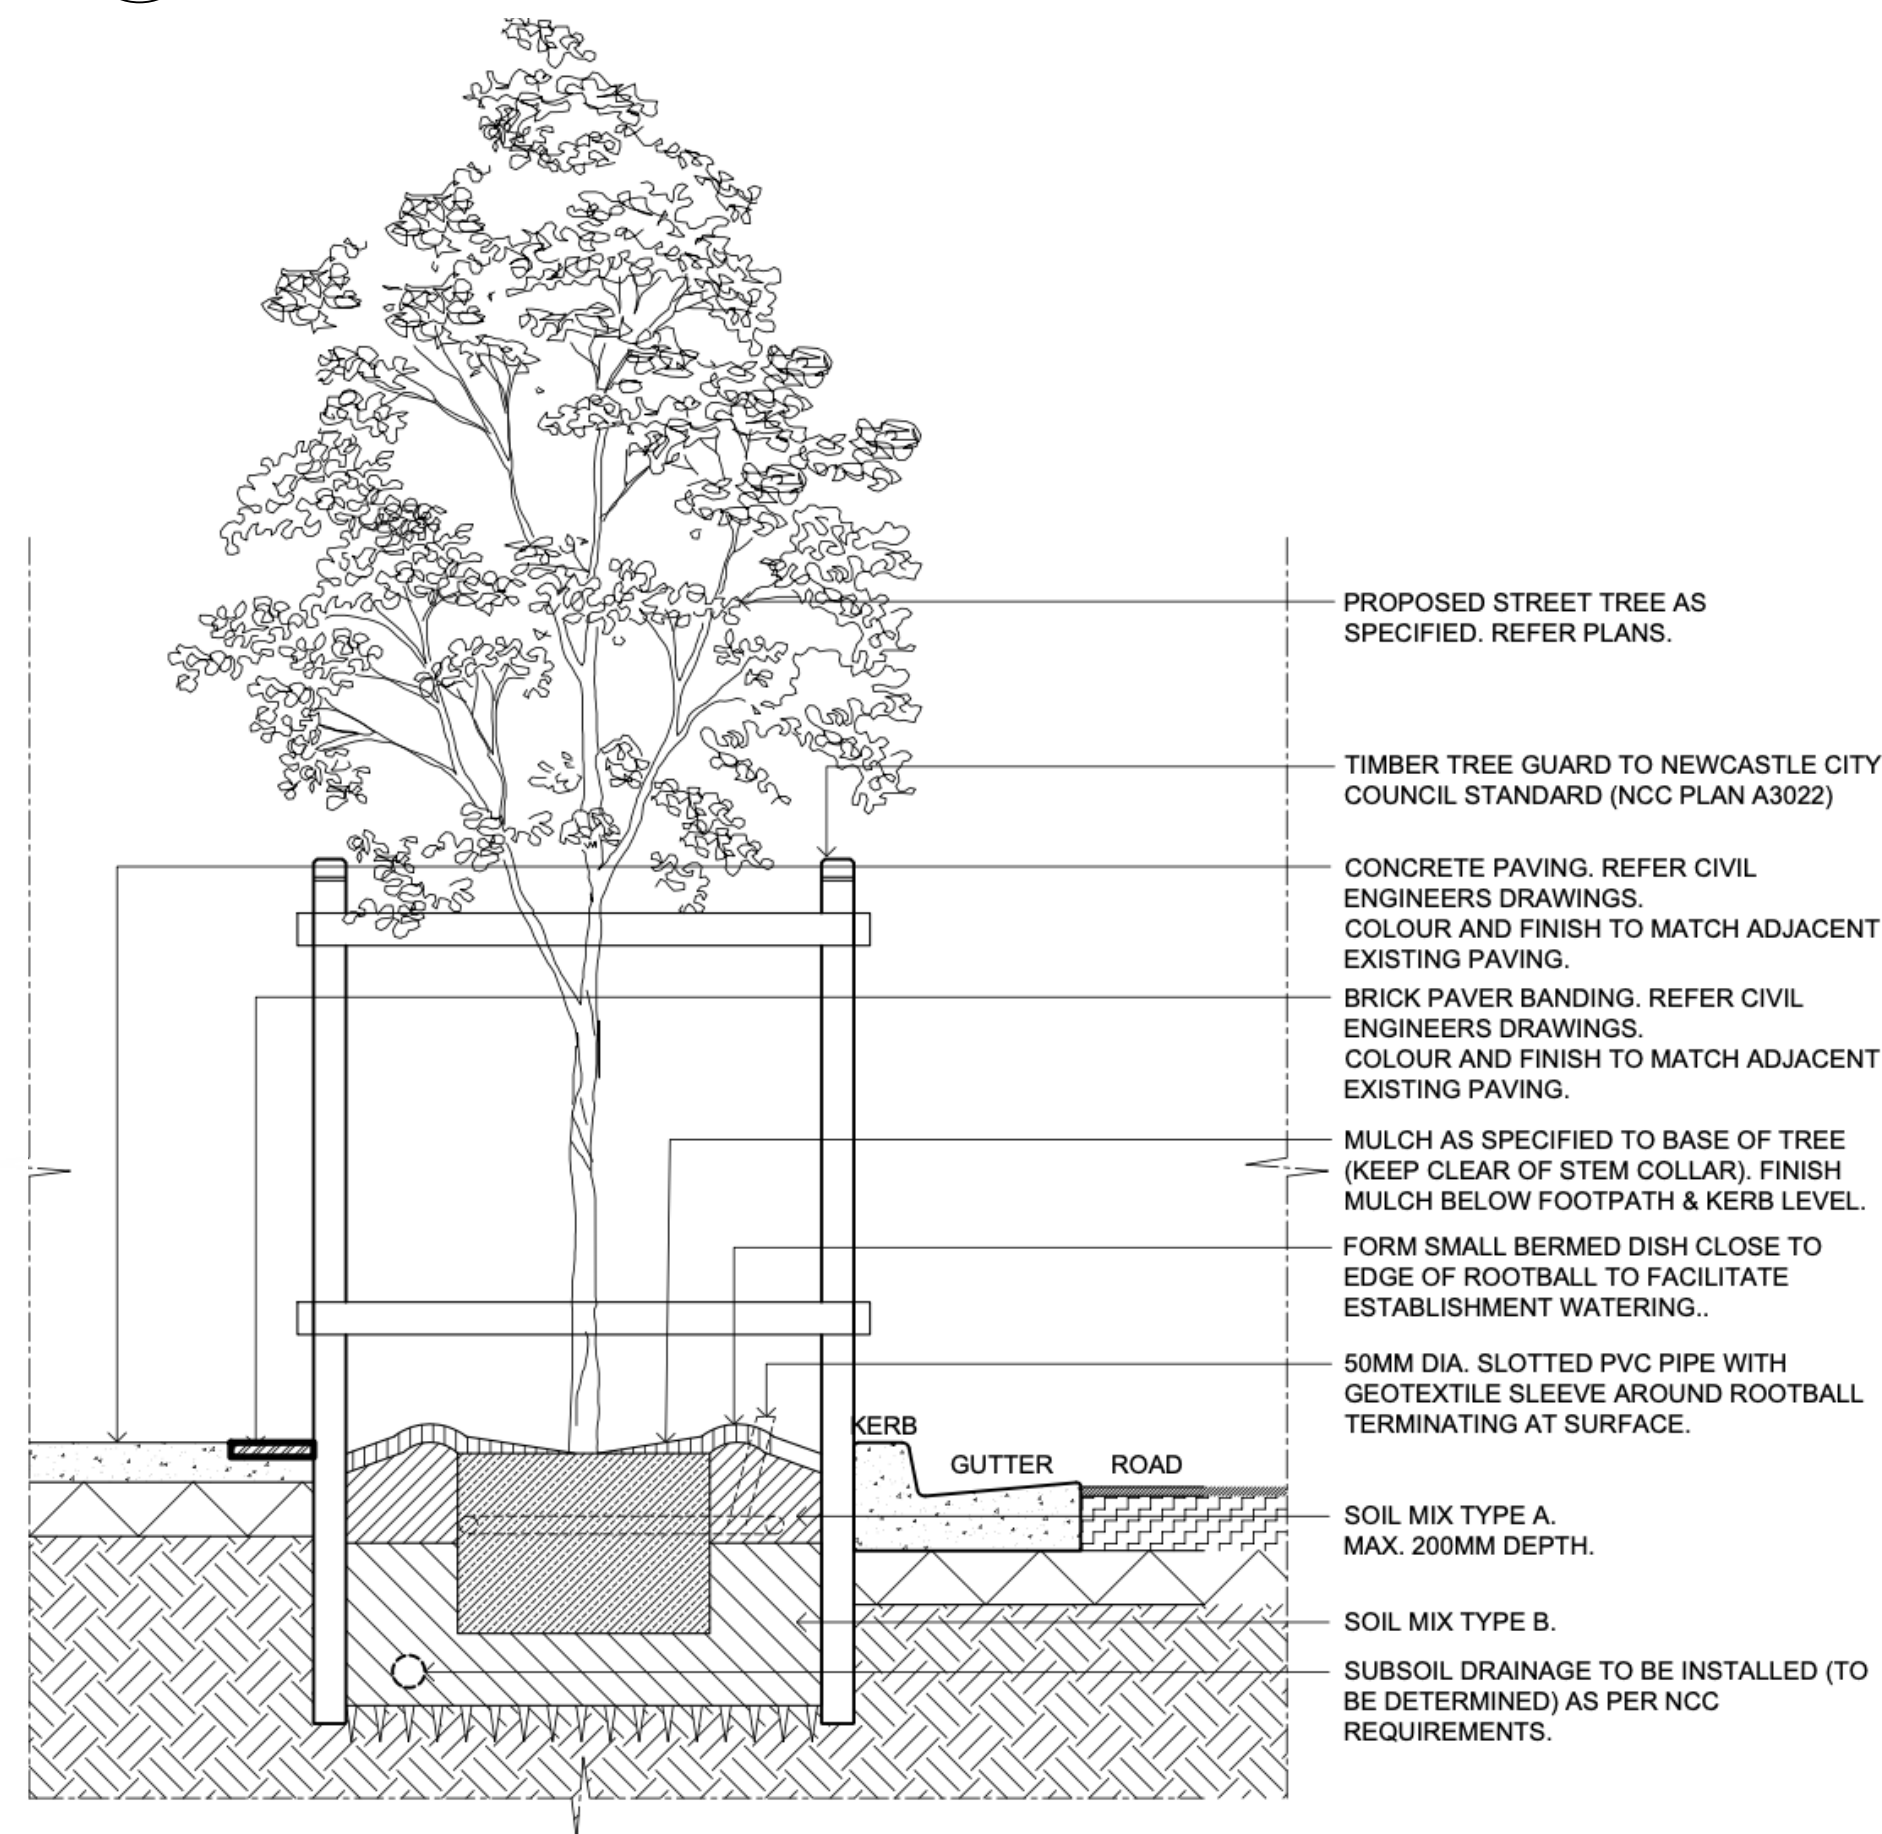 PROPOSED STREET TREE AS
SPECIFIED. REFER PLANS.
TIMBER TREE GUARD TO NEWCASTLE CITY
COUNCIL STANDARD (NCC PLAN A3022)
CONCRETE PAVING. REFER CIVIL
ENGINEERS DRAWINGS.
COLOUR AND FINISH TO MATCH ADJACENT
EXISTING PAVING.
BRICK PAVER BANDING. REFER CIVIL
ENGINEERS DRAWINGS.
COLOUR AND FINISH TO MATCH ADJACENT
EXISTING PAVING.
MULCH AS SPECIFIED TO BASE OF TREE
(KEEP CLEAR OF STEM COLLAR). FINISH
MULCH BELOW FOOTPATH & KERB LEVEL.
FORM SMALL BERMED DISH CLOSE TO
EDGE OF ROOTBALL TO FACILITATE
ESTABLISHMENT WATERING..
50MM DIA. SLOTTED PVC PIPE WITH
GEOTEXTILE SLEEVE AROUND ROOTBALL
TERMINATING AT SURFACE.
KERB
GUTTER
ROAD
SOIL MIX TYPE A.
MAX. 200MM DEPTH.
SOIL MIX TYPE B.
SUBSOIL DRAINAGE TO BE INSTALLED (TO
BE DETERMINED) AS PER NCC
REQUIREMENTS.